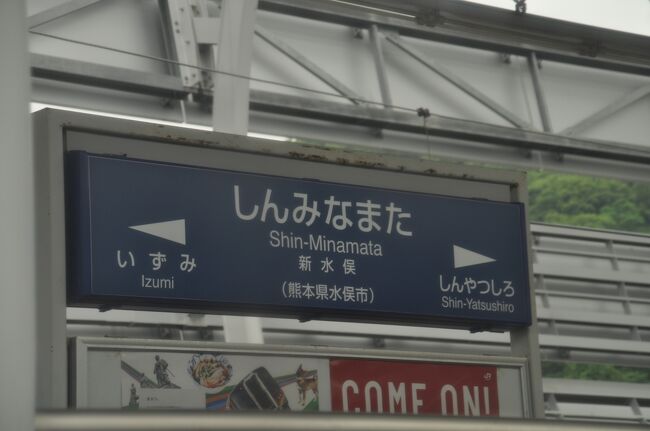 しんみなまた
Shin-Minamata
新水俣
（熊本県水俣市）
いずみ
Izumi
しんやつしろ
Shin-Yatsushiro
COME ON!